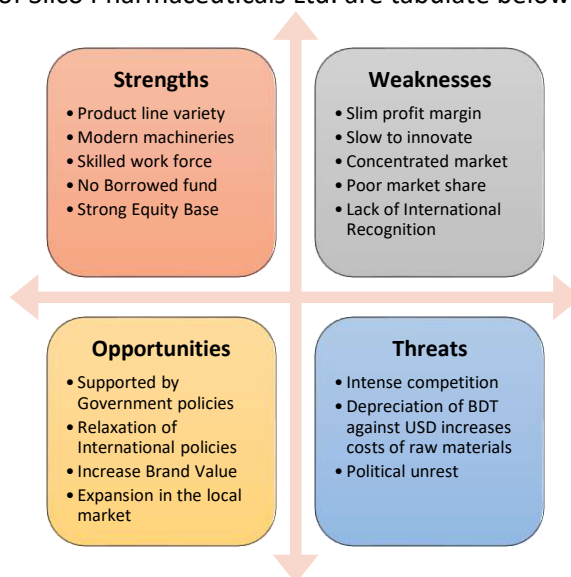 of Silco Pharmaceuticals Ltd. are tabulate below
Strengths
• Product line variety
• Modern machineries
• Skilled work force
• No Borrowed fund
• Strong Equity Base
Weaknesses
• Slim profit margin
• Slow to innovate
• Concentrated market
• Poor market share
• Lack of International
Recognition
Opportunities
• Supported by
Government policies
• Relaxation of
International policies
• Increase Brand Value
• Expansion in the local
market
Threats
• Intense competition
• Depreciation of BDT
against USD increases
costs of raw materials
• Political unrest